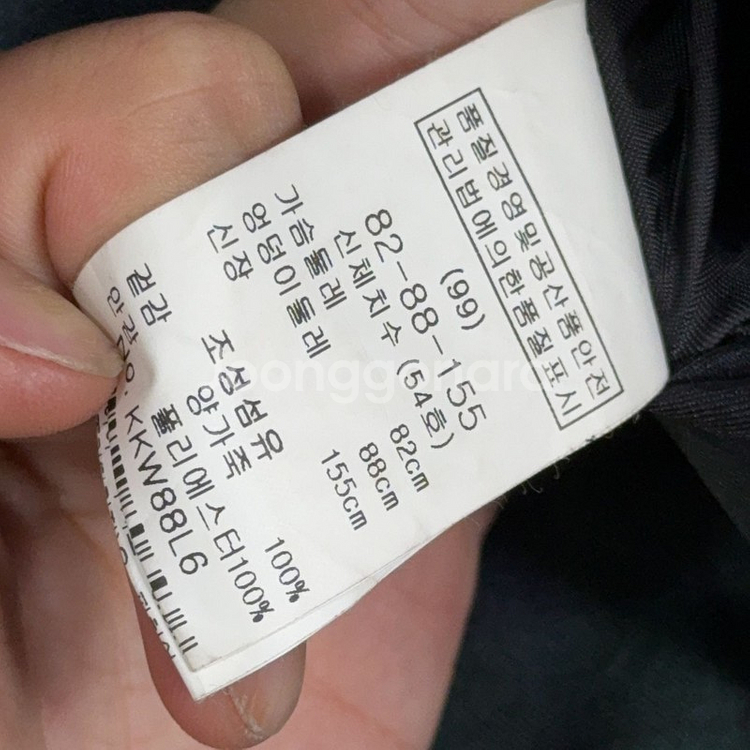 품질경영및공산품안전
관리법에의한품질표시
(99)
82-88-155
신체치수 (54호)
가슴둘레 82cm
엉덩이둘레 88cm
신장 155cm
조성섬유
겉감 양가죽 100%
안감 폴리에스터100%
NO. KKW88L6
joonggonara